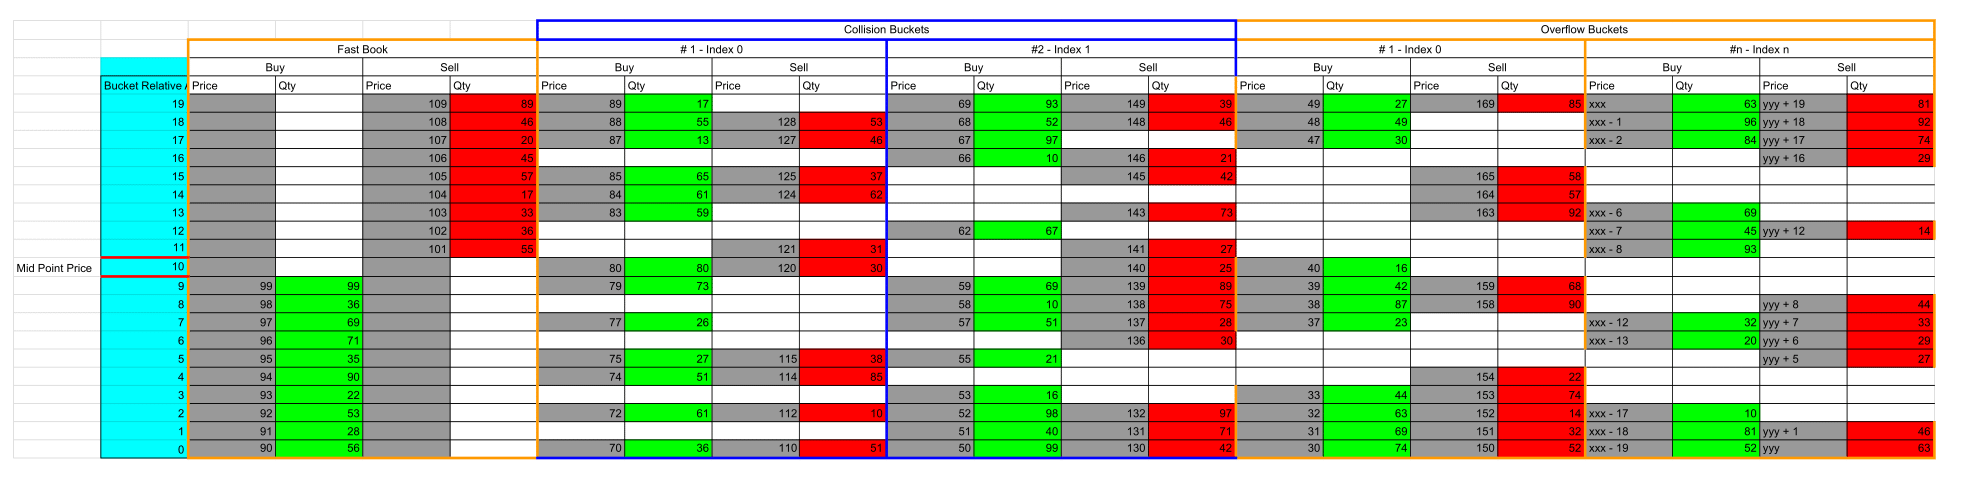 Collision Buckets Overflow Buckets
Fast Book # 1 - Index 0 #2 - Index 1 # 1 - Index 0 #n - Index n
Buy Sell Buy Sell Buy Sell Buy Sell Buy Sell
Bucket Relative Price Qty Price Qty Price Qty Price Qty Price Qty Price Qty Price Qty Price Qty Price Qty Price Qty
19 109 89 89 17 69 93 149 39 49 27 169 85 xxx 63 yyy + 19 81
18 108 46 88 55 128 53 68 52 148 46 48 49 xxx - 1 96 yyy + 18 92
17 107 20 87 13 127 46 67 97 47 30 xxx - 2 84 yyy + 17 74
16 106 45 66 10 146 21 yyy + 16 29
15 105 57 85 65 125 37 145 42 165 58
14 104 17 84 61 124 62 164 57
13 103 33 83 59 143 73 163 92 xxx - 6 69
12 102 36 62 67 xxx - 7 45 yyy + 12 14
11 101 55 121 31 141 27 xxx - 8 93
Mid Point Price 10 80 80 120 30 140 25 40 16
9 99 99 79 73 59 69 139 89 39 42 159 68
8 98 36 58 10 138 75 38 87 158 90 yyy + 8 44
7 97 69 77 26 57 51 137 28 37 23 xxx - 12 32 yyy + 7 33
6 96 71 136 30 xxx - 13 20 yyy + 6 29
5 95 35 75 27 115 38 55 21 yyy + 5 27
4 94 90 74 51 114 85 154 22
3 93 22 53 16 33 44 153 74
2 92 53 72 61 112 10 52 98 132 97 32 63 152 14 xxx - 17 10
1 91 28 51 40 131 71 31 69 151 32 xxx - 18 81 yyy + 1 46
0 90 56 70 36 110 51 50 99 130 42 30 74 150 52 xxx - 19 52 yyy 63